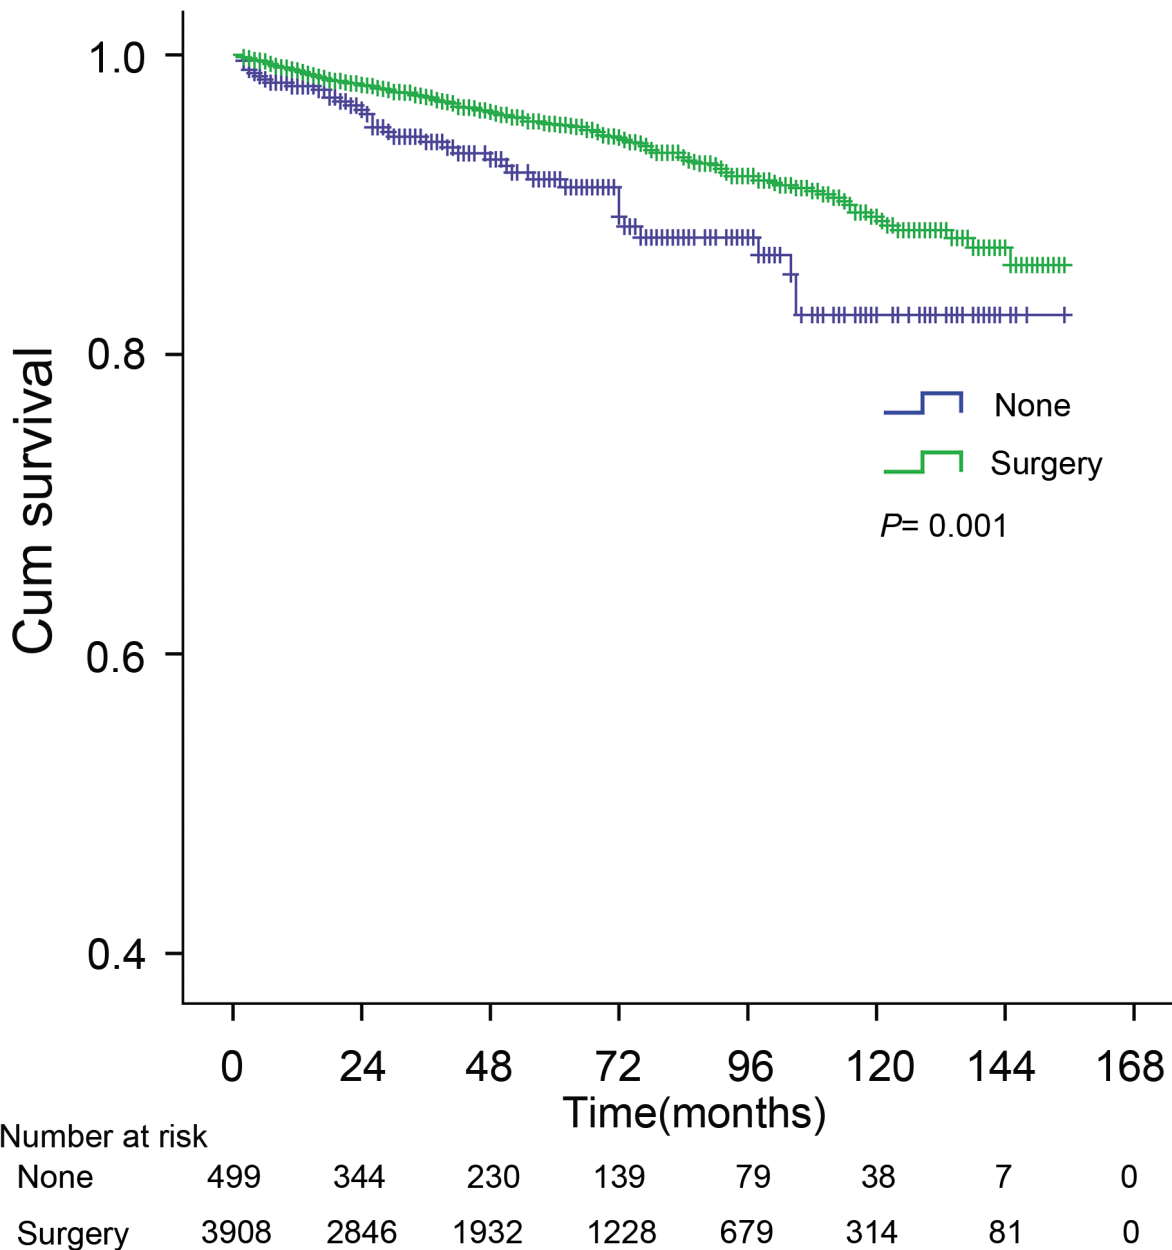 1.0
0.8
0.6
0.4
Cum survival
None
Surgery
P= 0.001
0 24 48 72 96 120 144 168
Time(months)
Number at risk
None 499 344 230 139 79 38 7 0
Surgery 3908 2846 1932 1228 679 314 81 0